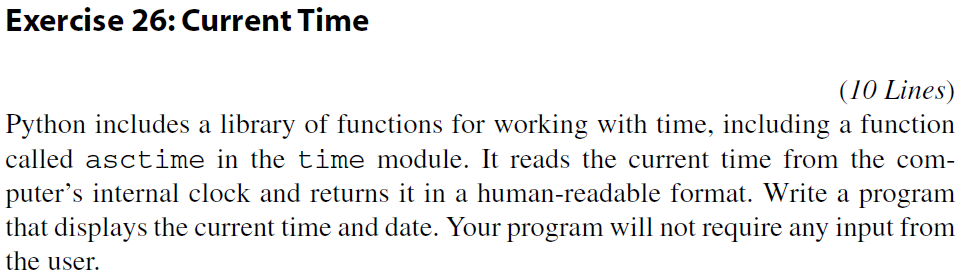 Exercise 26: Current Time
(10 Lines)
Python includes a library of functions for working with time, including a function
called asctime in the time module. It reads the current time from the com-
puter’s internal clock and returns it in a human-readable format. Write a program
that displays the current time and date. Your program will not require any input from
the user.